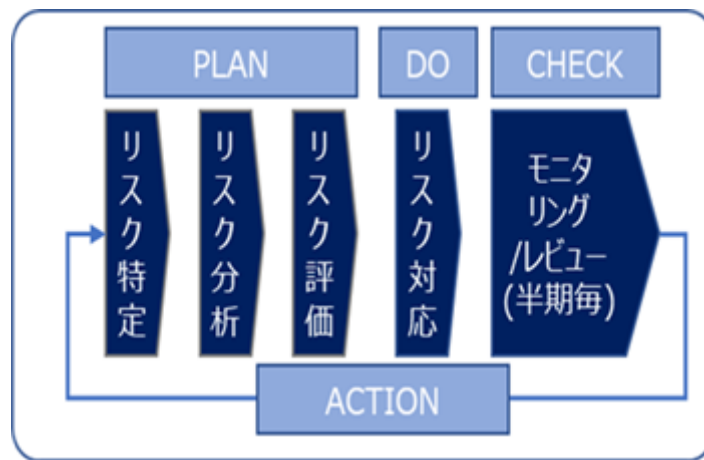 PLAN
DO
CHECK
リスク特定
リスク分析
リスク評価
リスク対応
モニタ
リング
/レビュー
(半期毎)
ACTION